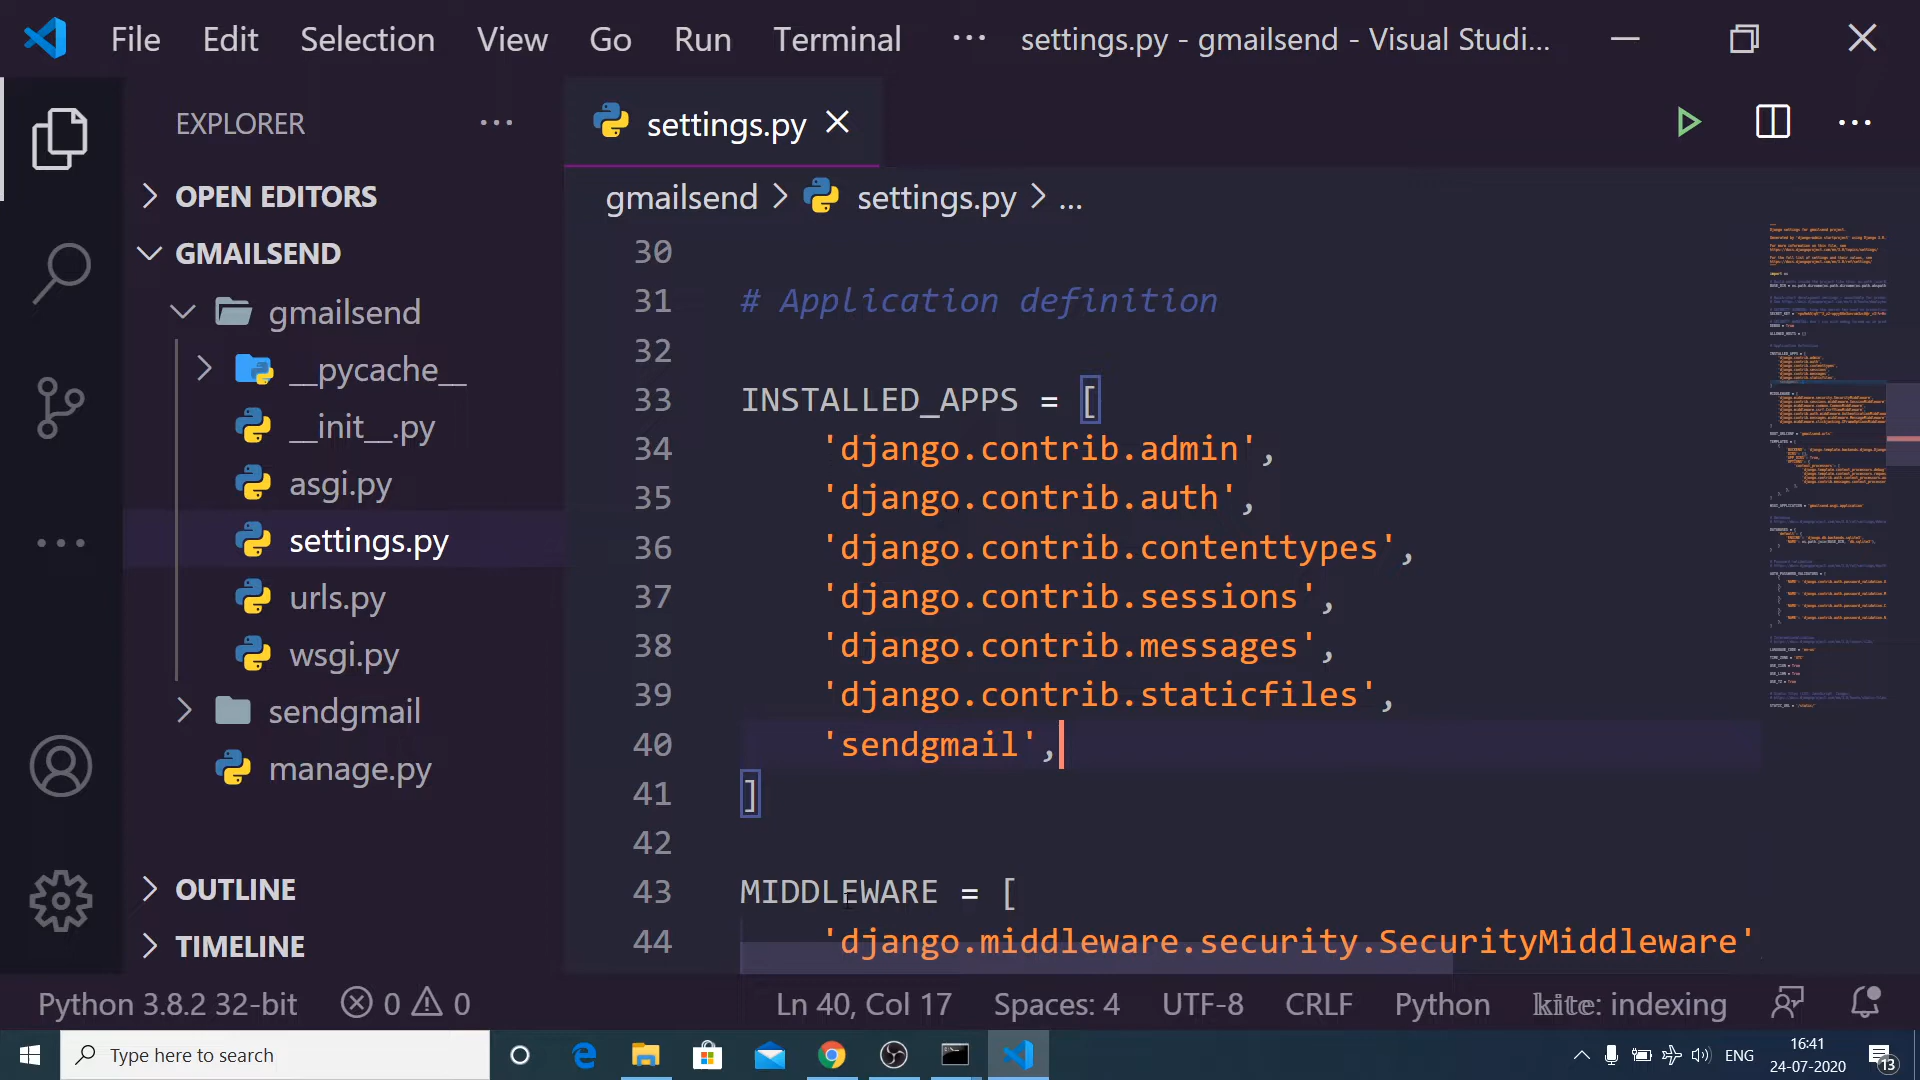 File Edit Selection View Go Run Terminal ··· settings.py - gmailsend - Visual Studi...
EXPLORER ···
OPEN EDITORS
GMAILSEND
gmailsend
__pycache__
__init__.py
asgi.py
settings.py
urls.py
wsgi.py
sendgmail
manage.py
OUTLINE
TIMELINE
settings.py
gmailsend > settings.py > ...
30
31 # Application definition
32
33 INSTALLED_APPS = [
34 'django.contrib.admin',
35 'django.contrib.auth',
36 'django.contrib.contenttypes',
37 'django.contrib.sessions',
38 'django.contrib.messages',
39 'django.contrib.staticfiles',
40 'sendgmail',
41 ]
42
43 MIDDLEWARE = [
44 'django.middleware.security.SecurityMiddleware'
Python 3.8.2 32-bit 0 0 Ln 40, Col 17 Spaces: 4 UTF-8 CRLF Python kite: indexing
Type here to search
ENG 16:41
24-07-2020
13